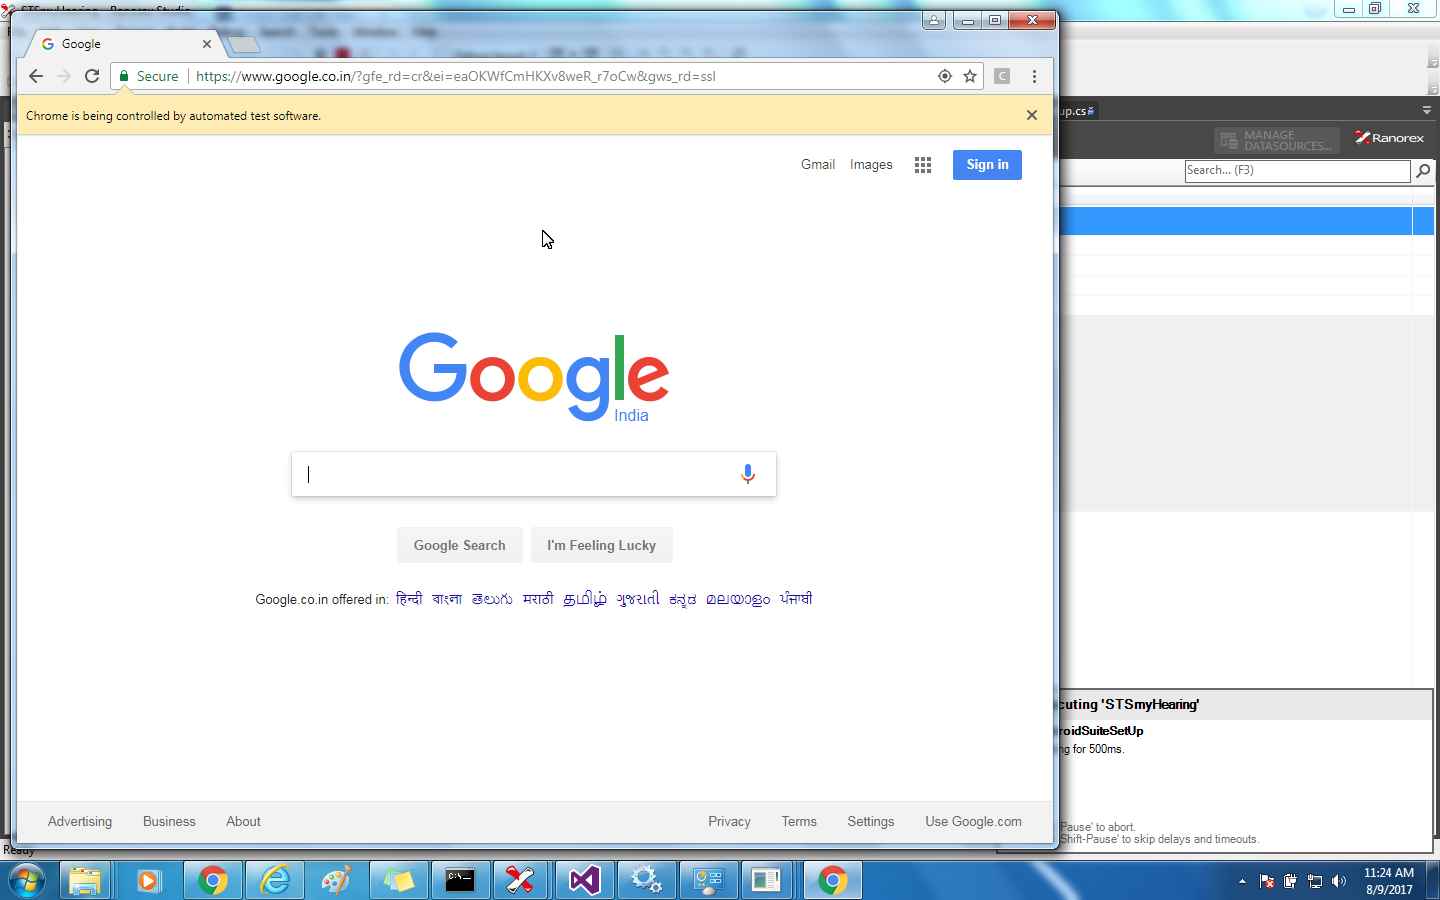 STSmyHearing - Ranorex Studio
Google
Secure https://www.google.co.in/?gfe_rd=cr&ei=eaOKWfCmHKXv8weR_r7oCw&gws_rd=ssl
C
Chrome is being controlled by automated test software.
up.cs#
MANAGE
DATASOURCES...
Ranorex
Search... (F3)
Gmail Images Sign in
Google
India
Google Search I'm Feeling Lucky
Google.co.in offered in: हिन्दी বাংলা తెలుగు मराठी தமிழ் ગુજરાતી ಕನ್ನಡ മലയാളം ਪੰਜਾਬੀ
cuting 'STSmyHearing'
roidSuiteSetUp
ng for 500ms.
Pause' to abort.
Shift-Pause' to skip delays and timeouts.
Advertising Business About Privacy Terms Settings Use Google.com
Ready
C:\_
11:24 AM
8/9/2017